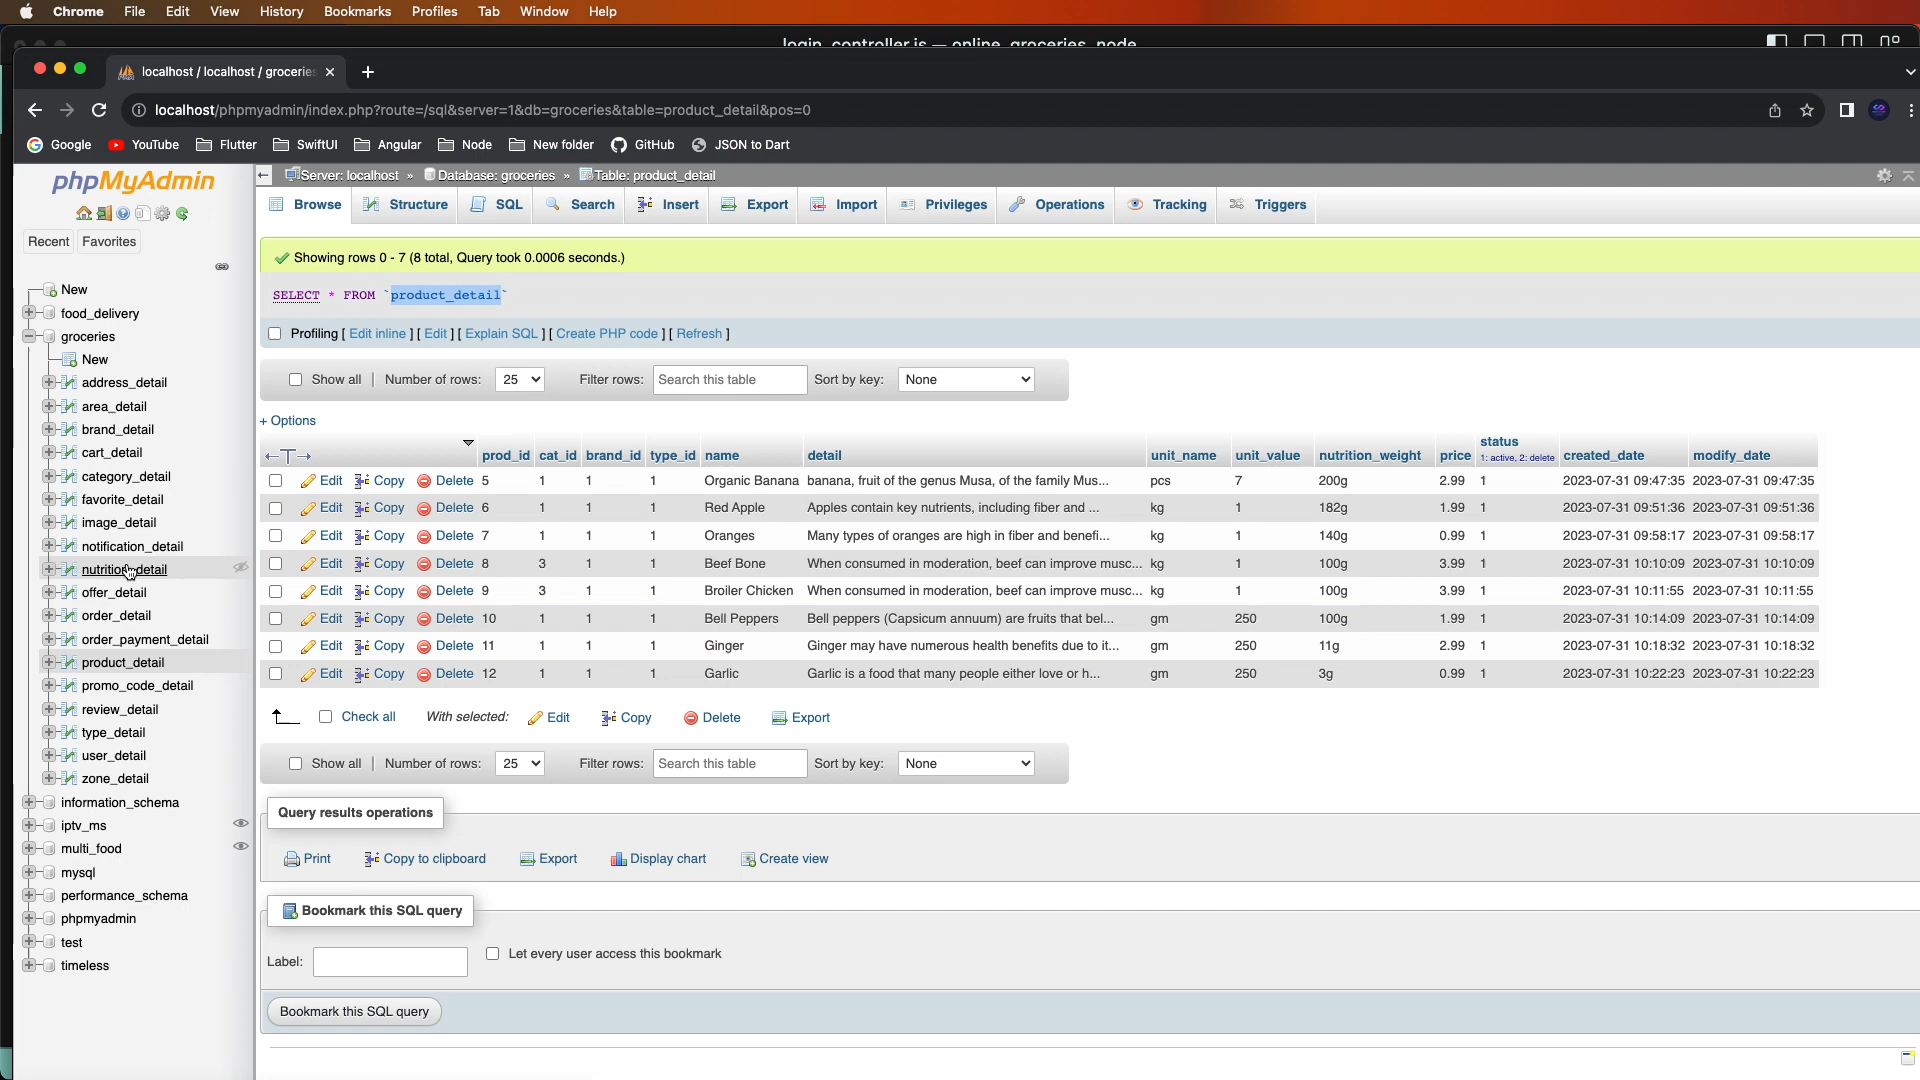 Chrome File Edit View History Bookmarks Profiles Tab Window Help
login_controller.js — online_groceries_node
localhost / localhost / groceries
localhost/phpmyadmin/index.php?route=/sql&server=1&db=groceries&table=product_detail&pos=0
Google YouTube Flutter SwiftUI Angular Node New folder GitHub JSON to Dart
phpMyAdmin
Recent Favorites
New
food_delivery
groceries
New
address_detail
area_detail
brand_detail
cart_detail
category_detail
favorite_detail
image_detail
notification_detail
nutrition_detail
offer_detail
order_detail
order_payment_detail
product_detail
promo_code_detail
review_detail
type_detail
user_detail
zone_detail
information_schema
iptv_ms
multi_food
mysql
performance_schema
phpmyadmin
test
timeless
Server: localhost » Database: groceries » Table: product_detail
Browse Structure SQL Search Insert Export Import Privileges Operations Tracking Triggers
Showing rows 0 - 7 (8 total, Query took 0.0006 seconds.)
SELECT * FROM `product_detail`
Profiling [ Edit inline ] [ Edit ] [ Explain SQL ] [ Create PHP code ] [ Refresh ]
Show all | Number of rows: 25 Filter rows: Search this table Sort by key: None
+ Options
←T→ prod_id cat_id brand_id type_id name detail unit_name unit_value nutrition_weight price status 1: active, 2: delete created_date modify_date
Edit Copy Delete 5 1 1 1 Organic Banana banana, fruit of the genus Musa, of the family Mus... pcs 7 200g 2.99 1 2023-07-31 09:47:35 2023-07-31 09:47:35
Edit Copy Delete 6 1 1 1 Red Apple Apples contain key nutrients, including fiber and ... kg 1 182g 1.99 1 2023-07-31 09:51:36 2023-07-31 09:51:36
Edit Copy Delete 7 1 1 1 Oranges Many types of oranges are high in fiber and benefi... kg 1 140g 0.99 1 2023-07-31 09:58:17 2023-07-31 09:58:17
Edit Copy Delete 8 3 1 1 Beef Bone When consumed in moderation, beef can improve musc... kg 1 100g 3.99 1 2023-07-31 10:10:09 2023-07-31 10:10:09
Edit Copy Delete 9 3 1 1 Broiler Chicken When consumed in moderation, beef can improve musc... kg 1 100g 3.99 1 2023-07-31 10:11:55 2023-07-31 10:11:55
Edit Copy Delete 10 1 1 1 Bell Peppers Bell peppers (Capsicum annuum) are fruits that bel... gm 250 100g 1.99 1 2023-07-31 10:14:09 2023-07-31 10:14:09
Edit Copy Delete 11 1 1 1 Ginger Ginger may have numerous health benefits due to it... gm 250 11g 2.99 1 2023-07-31 10:18:32 2023-07-31 10:18:32
Edit Copy Delete 12 1 1 1 Garlic Garlic is a food that many people either love or h... gm 250 3g 0.99 1 2023-07-31 10:22:23 2023-07-31 10:22:23
Check all With selected: Edit Copy Delete Export
Show all | Number of rows: 25 Filter rows: Search this table Sort by key: None
Query results operations
Print Copy to clipboard Export Display chart Create view
Bookmark this SQL query
Label: Let every user access this bookmark
Bookmark this SQL query